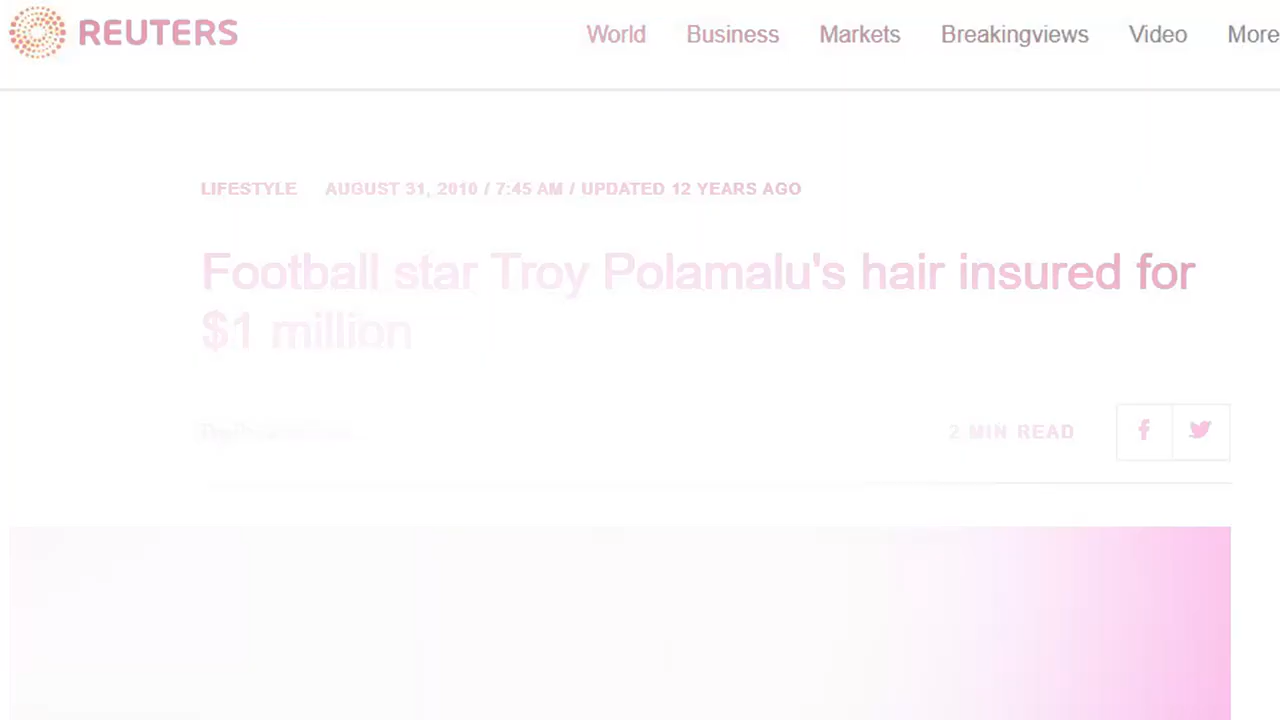 REUTERS World Business Markets Breakingviews Video More
LIFESTYLE AUGUST 31, 2010 / 7:45 AM / UPDATED 12 YEARS AGO
Football star Troy Polamalu's hair insured for
$1 million
2 MIN READ